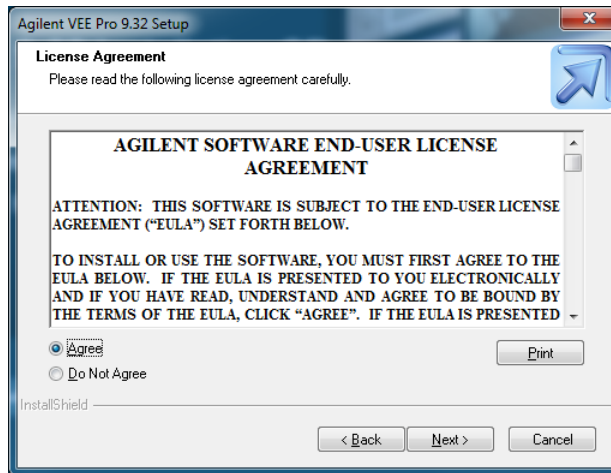 Agilent VEE Pro 9.32 Setup
License Agreement
Please read the following license agreement carefully.
AGILENT SOFTWARE END-USER LICENSE
AGREEMENT
ATTENTION:  THIS SOFTWARE IS SUBJECT TO THE END-USER LICENSE
AGREEMENT (“EULA”) SET FORTH BELOW.
TO INSTALL OR USE THE SOFTWARE, YOU MUST FIRST AGREE TO THE
EULA BELOW.  IF THE EULA IS PRESENTED TO YOU ELECTRONICALLY
AND IF YOU HAVE READ, UNDERSTAND AND AGREE TO BE BOUND BY
THE TERMS OF THE EULA, CLICK “AGREE”.  IF THE EULA IS PRESENTED
Agree
Print
Do Not Agree
InstallShield
< Back
Next >
Cancel